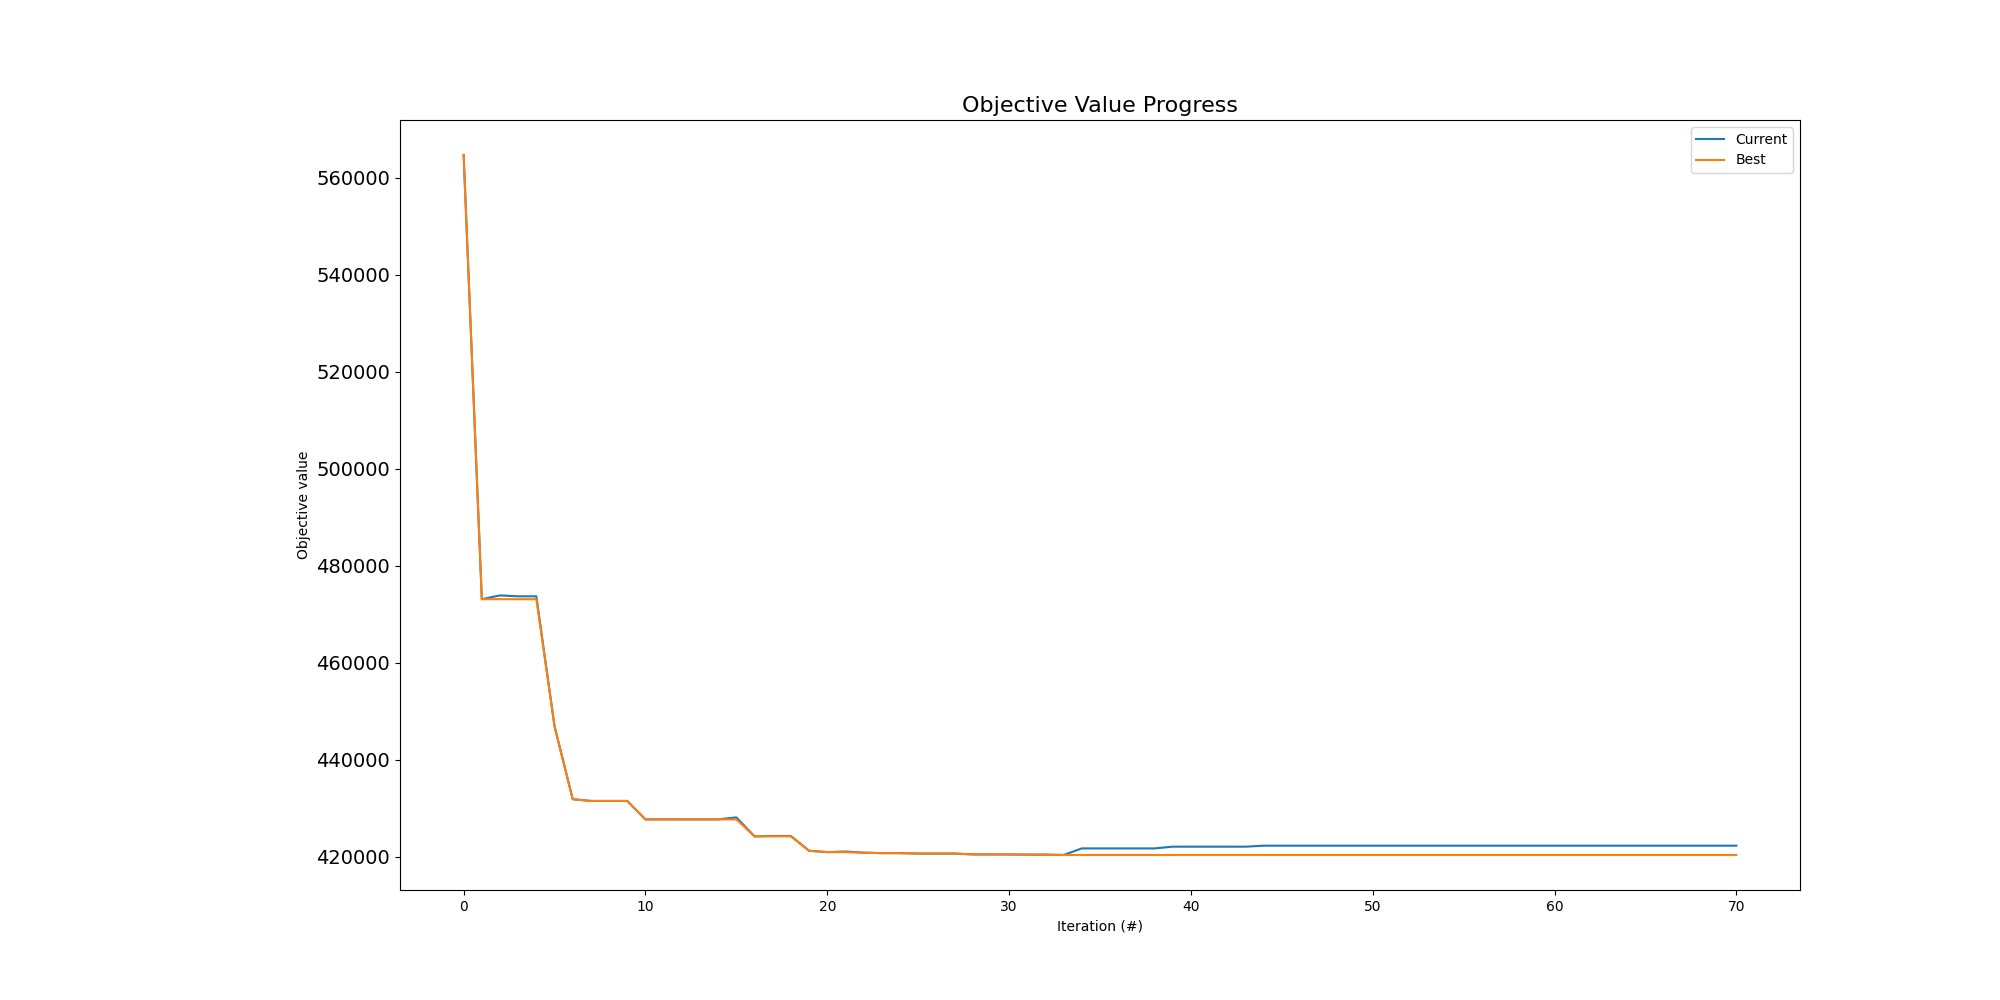 Objective Value Progress
Current
Best
560000
540000
520000
500000
480000
460000
440000
420000
Objective value
0 10 20 30 40 50 60 70
Iteration (#)